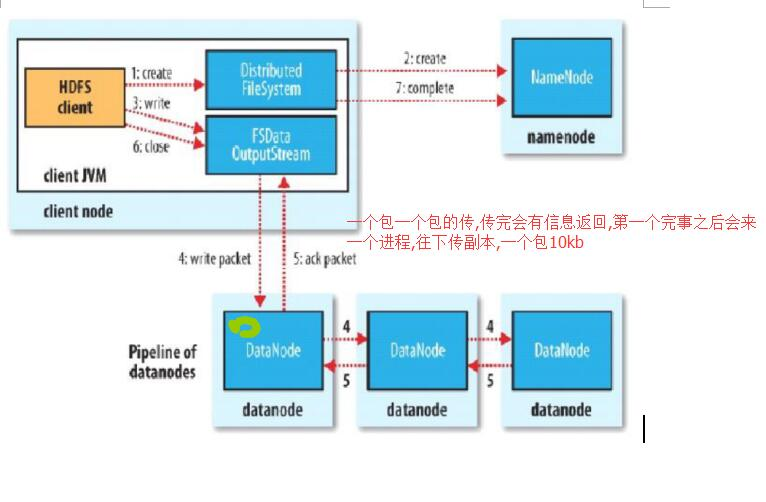 HDFS
client
1: create
3: write
6: close
Distributed
FileSystem
FSData
OutputStream
client JVM
client node
2: create
7: complete
NameNode
namenode
一个包一个包的传,传完会有信息返回,第一个完事之后会来
一个进程,往下传副本,一个包10kb
4: write packet
5: ack packet
Pipeline of
datanodes
DataNode
4
5
DataNode
4
5
DataNode
datanode
datanode
datanode